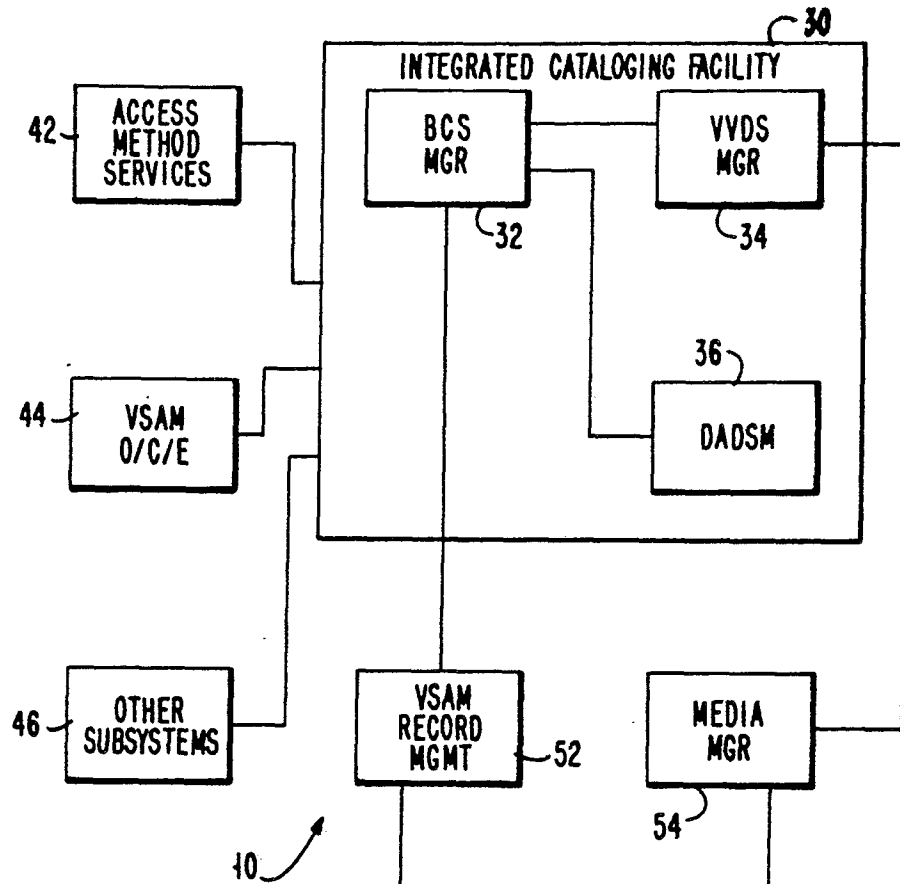 30
INTEGRATED CATALOGING FACILITY
42
ACCESS
METHOD
SERVICES
BCS
MGR
32
VVDS
MGR
34
36
DADSM
44
VSAM
O/C/E
46
OTHER
SUBSYSTEMS
VSAM
RECORD
MGMT
52
MEDIA
MGR
54
10